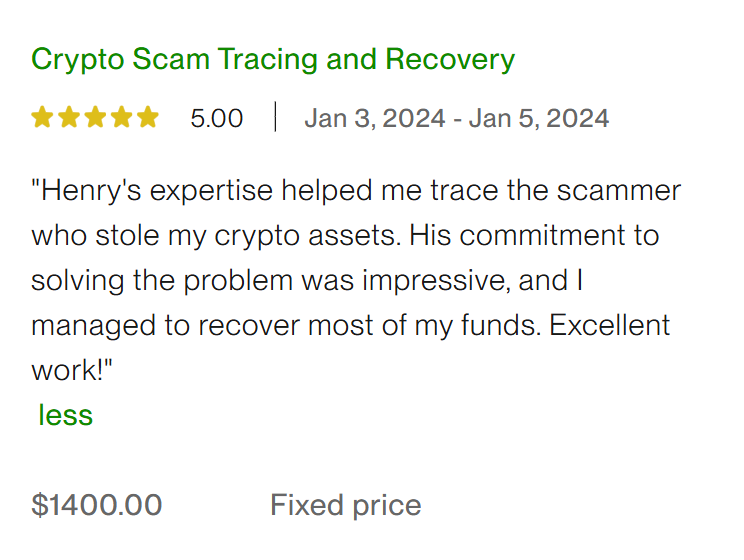 Crypto Scam Tracing and Recovery
5.00 | Jan 3, 2024 - Jan 5, 2024
"Henry's expertise helped me trace the scammer
who stole my crypto assets. His commitment to
solving the problem was impressive, and I
managed to recover most of my funds. Excellent
work!"
less
$1400.00 Fixed price